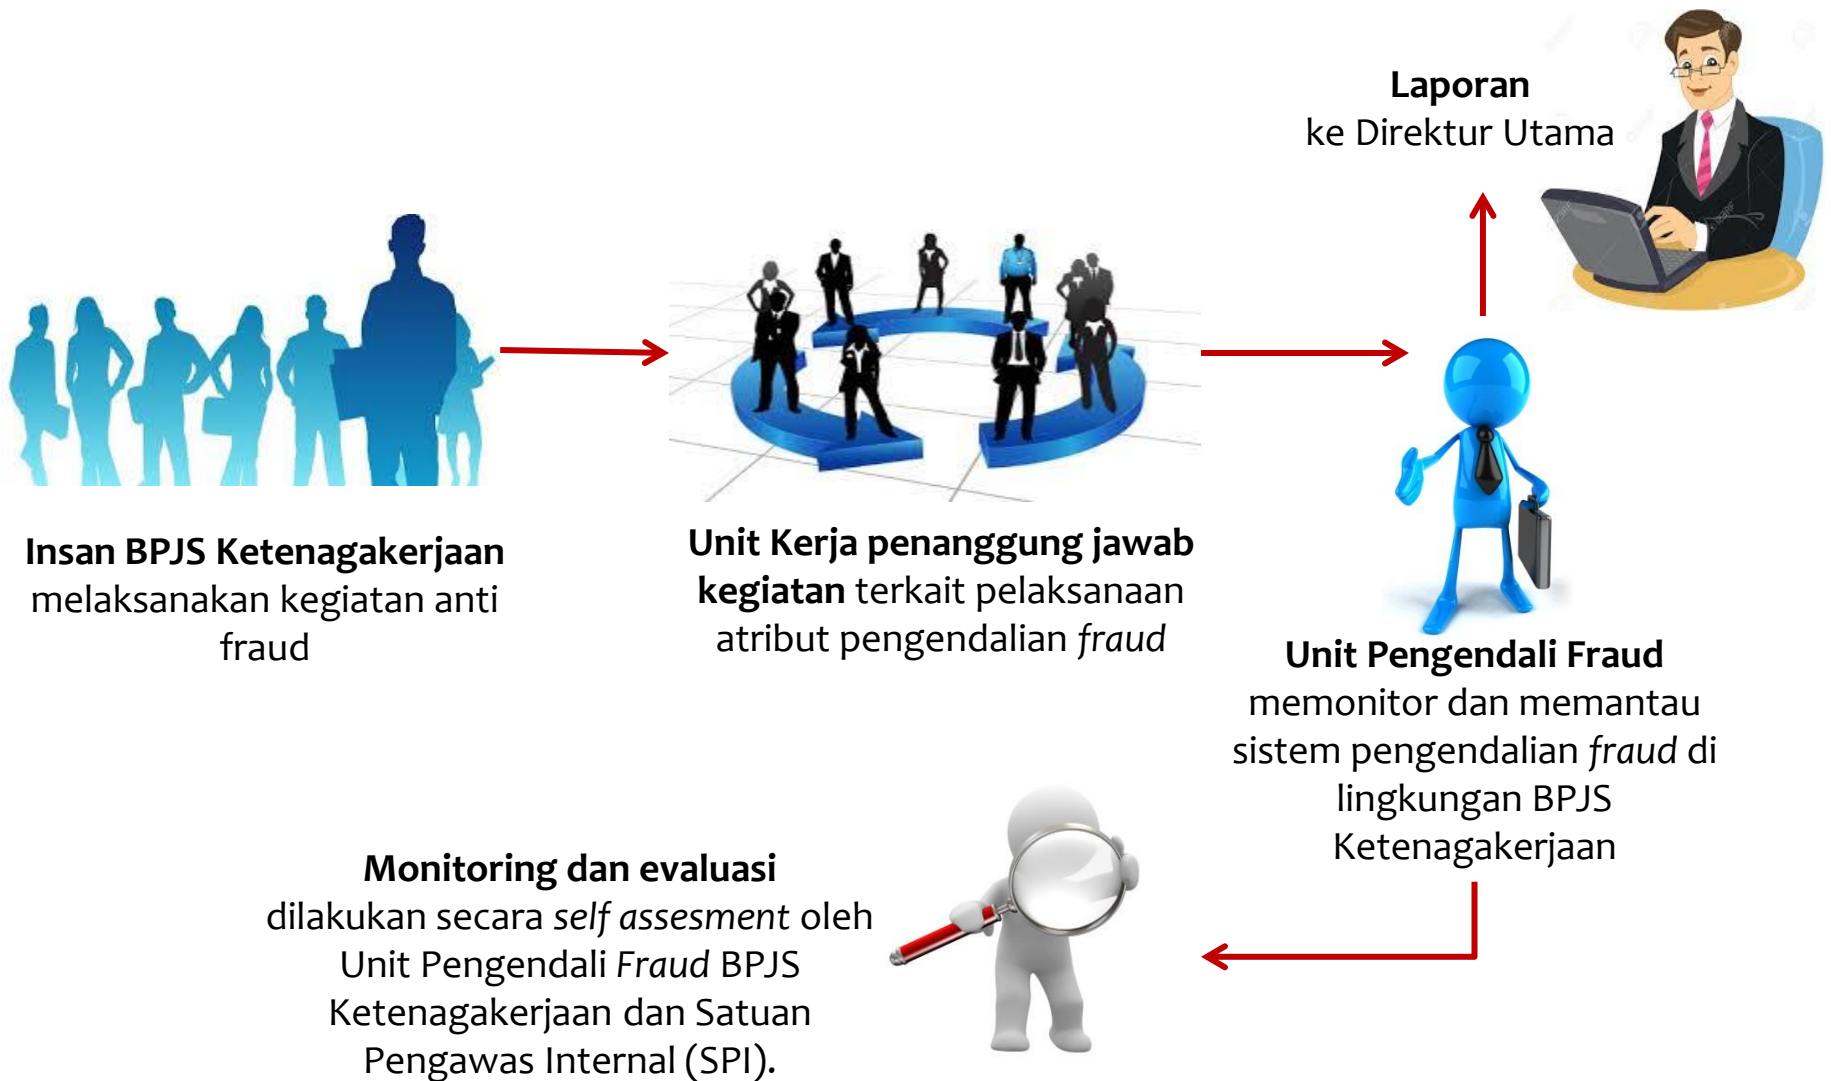 Laporan
ke Direktur Utama
Insan BPJS Ketenagakerjaan
melaksanakan kegiatan anti
fraud
Unit Kerja penanggung jawab
kegiatan terkait pelaksanaan
atribut pengendalian fraud
Unit Pengendali Fraud
memonitor dan memantau
sistem pengendalian fraud di
lingkungan BPJS
Ketenagakerjaan
Monitoring dan evaluasi
dilakukan secara self assesment oleh
Unit Pengendali Fraud BPJS
Ketenagakerjaan dan Satuan
Pengawas Internal (SPI).